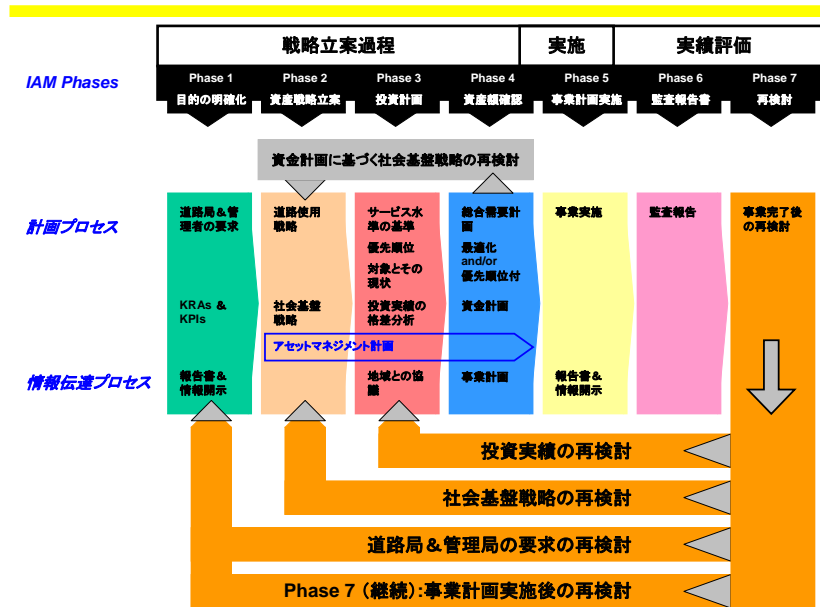 戦略立案過程 実施 実績評価
IAM Phases
Phase 1 Phase 2 Phase 3 Phase 4 Phase 5 Phase 6 Phase 7
目的の明確化 資産戦略立案 投資計画 資産額確認 事業計画実施 監査報告書 再検討
資金計画に基づく社会基盤戦略の再検討
計画プロセス
道路局&管
理者の要求
KRAs &
KPIs
報告書&
情報開示
道路使用
戦略
社会基盤
戦略
サービス水
準の基準
優先順位
対象とその
現状
投資実績の
格差分析
地域との協
議
総合需要計
画
最適化
and/or
優先順位付
資金計画
事業計画
事業実施
報告書&
情報開示
監査報告
事業完了後
の再検討
アセットマネジメント計画
情報伝達プロセス
投資実績の再検討
社会基盤戦略の再検討
道路局&管理局の要求の再検討
Phase 7 (継続):事業計画実施後の再検討